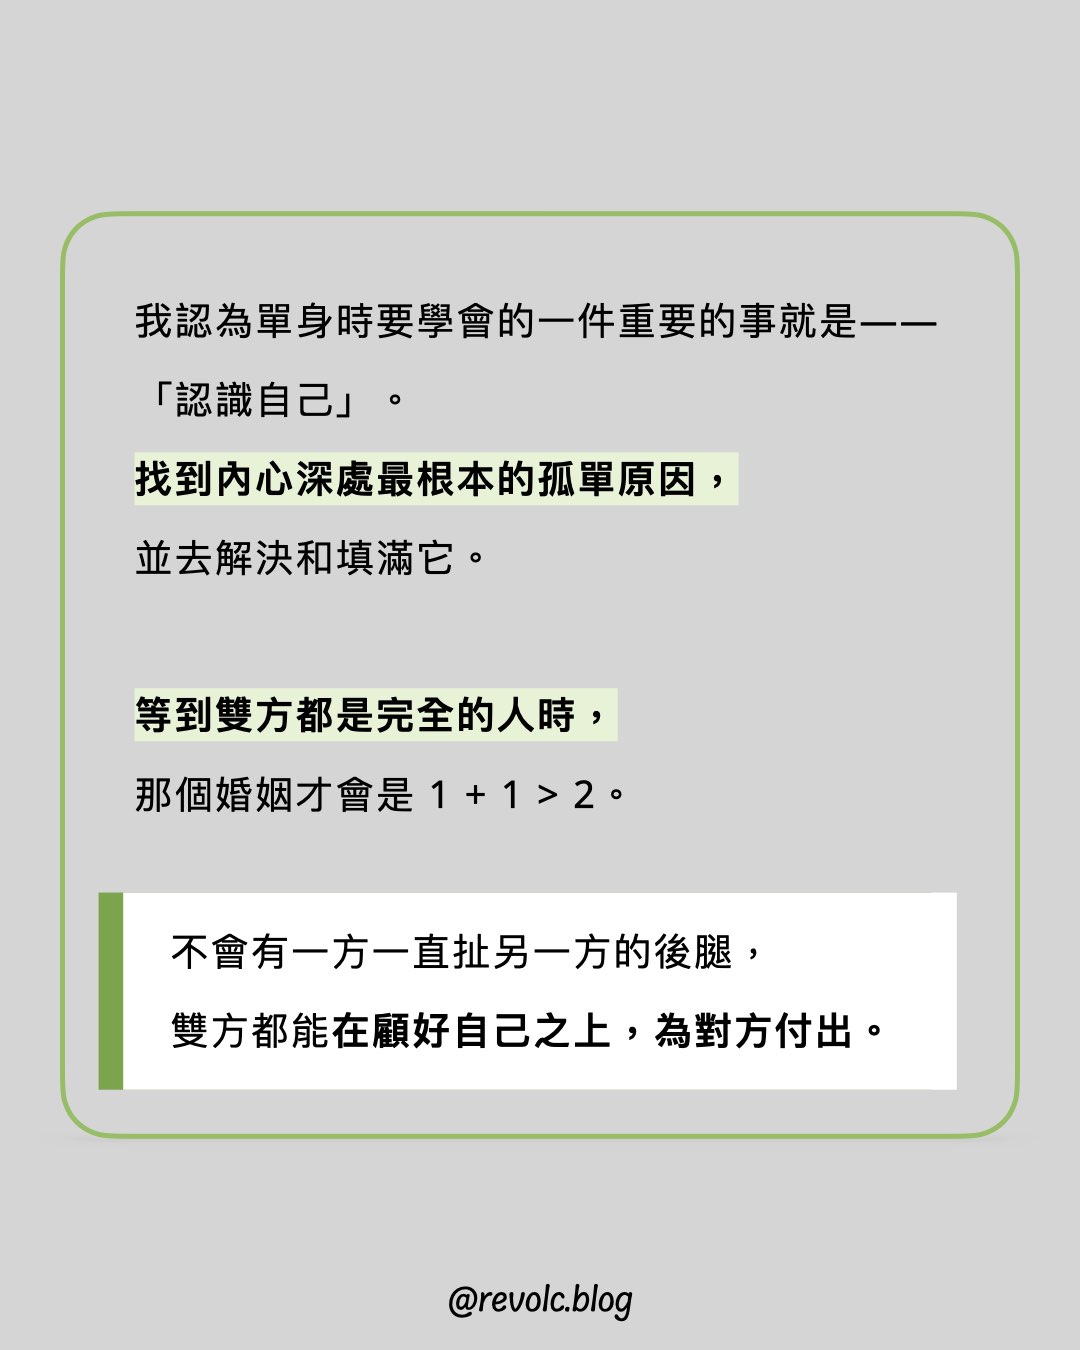 我認為單身時要學會的一件重要的事就是——
「認識自己」。
找到內心深處最根本的孤單原因，
並去解決和填滿它。
等到雙方都是完全的人時，
那個婚姻才會是 1 + 1 > 2。
不會有一方一直扯另一方的後腿，
雙方都能在顧好自己之上，為對方付出。
@revolc.blog